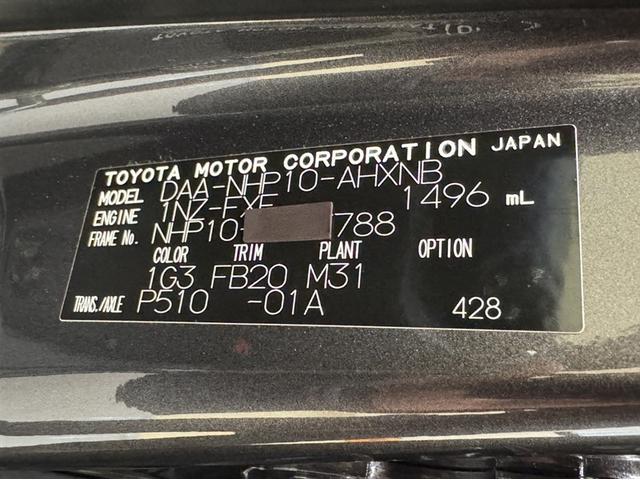 TOYOTA MOTOR CORPORATION JAPAN
MODEL DAA-NHP10-AHXNB
ENGINE 1NZ-FXE 1496 mL
FRAME No. NHP10- 788
COLOR TRIM PLANT OPTION
1G3 FB20 M31
TRANS./AXLE P510 -01A 428